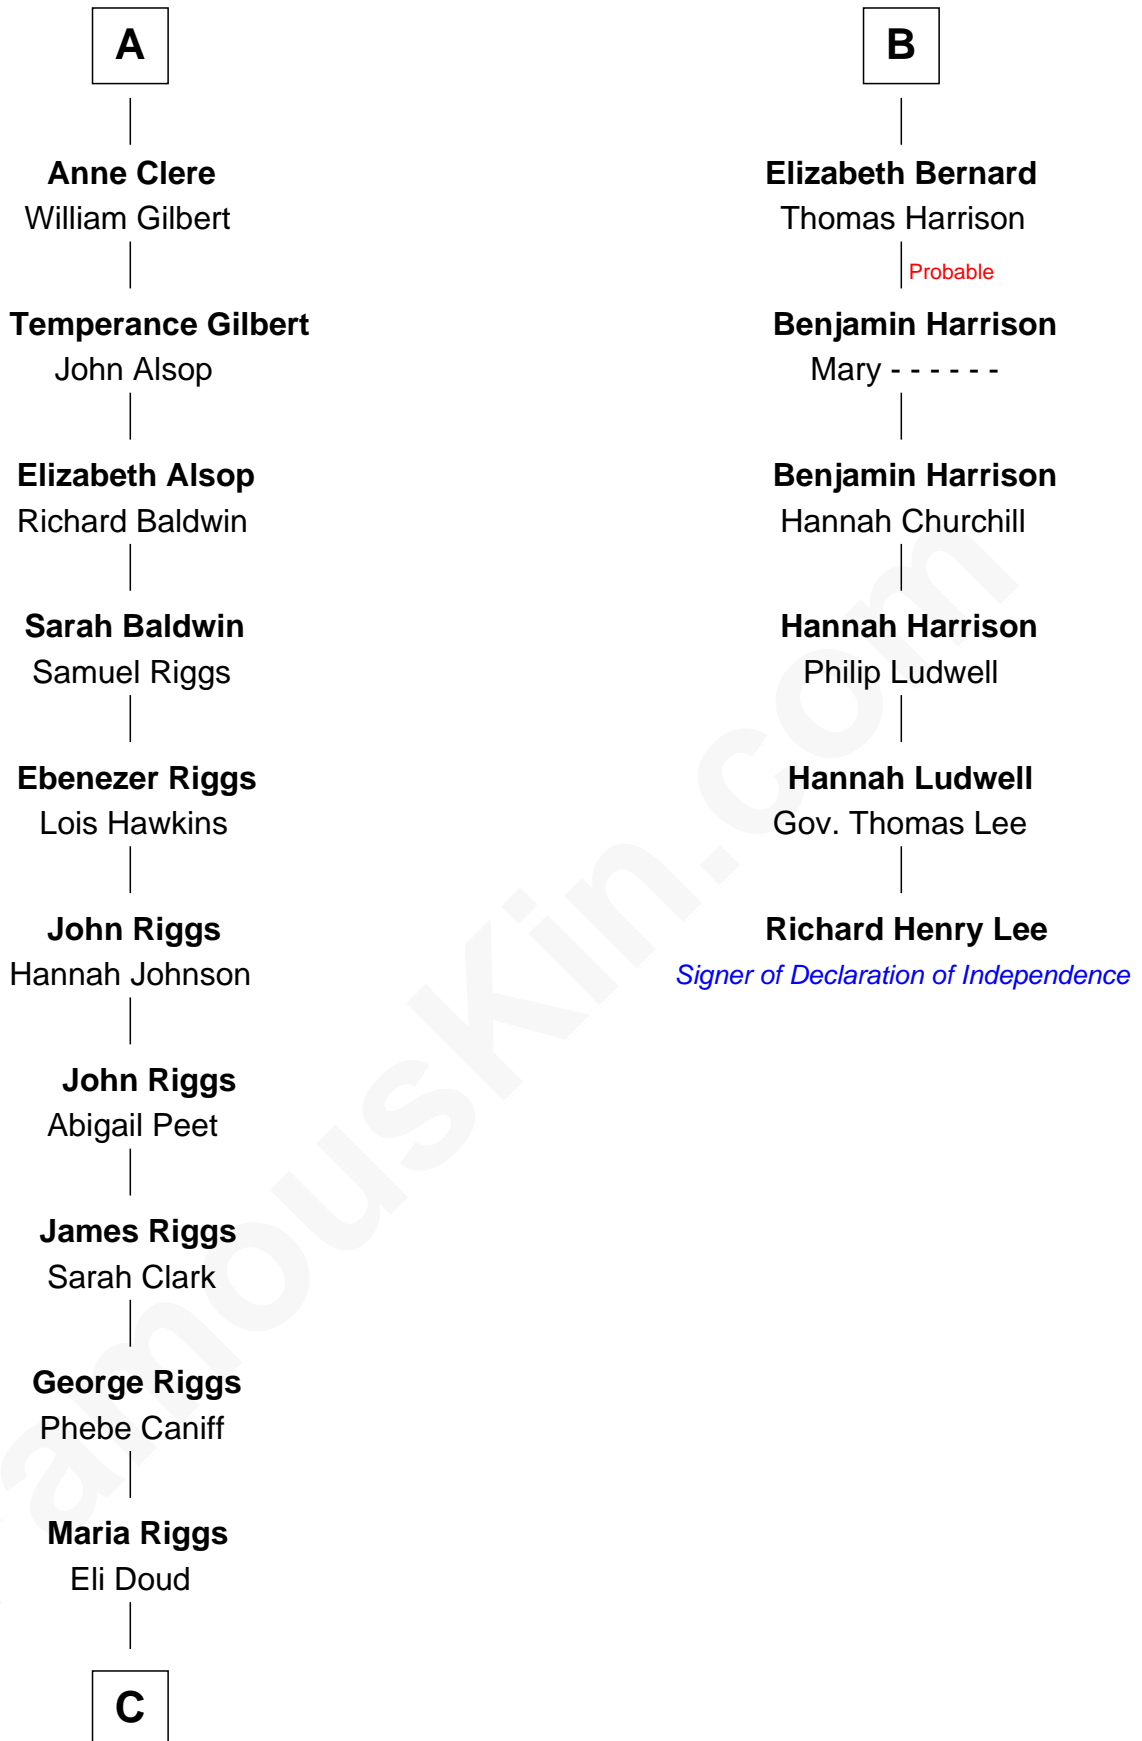 A
Anne Clere
William Gilbert
Temperance Gilbert
John Alsop
Elizabeth Alsop
Richard Baldwin
Sarah Baldwin
Samuel Riggs
Ebenezer Riggs
Lois Hawkins
John Riggs
Hannah Johnson
John Riggs
Abigail Peet
James Riggs
Sarah Clark
George Riggs
Phebe Caniff
Maria Riggs
Eli Doud
C
B
Elizabeth Bernard
Thomas Harrison
Probable
Benjamin Harrison
Mary - - - - - -
Benjamin Harrison
Hannah Churchill
Hannah Harrison
Philip Ludwell
Hannah Ludwell
Gov. Thomas Lee
Richard Henry Lee
Signer of Declaration of Independence
amousKin.com